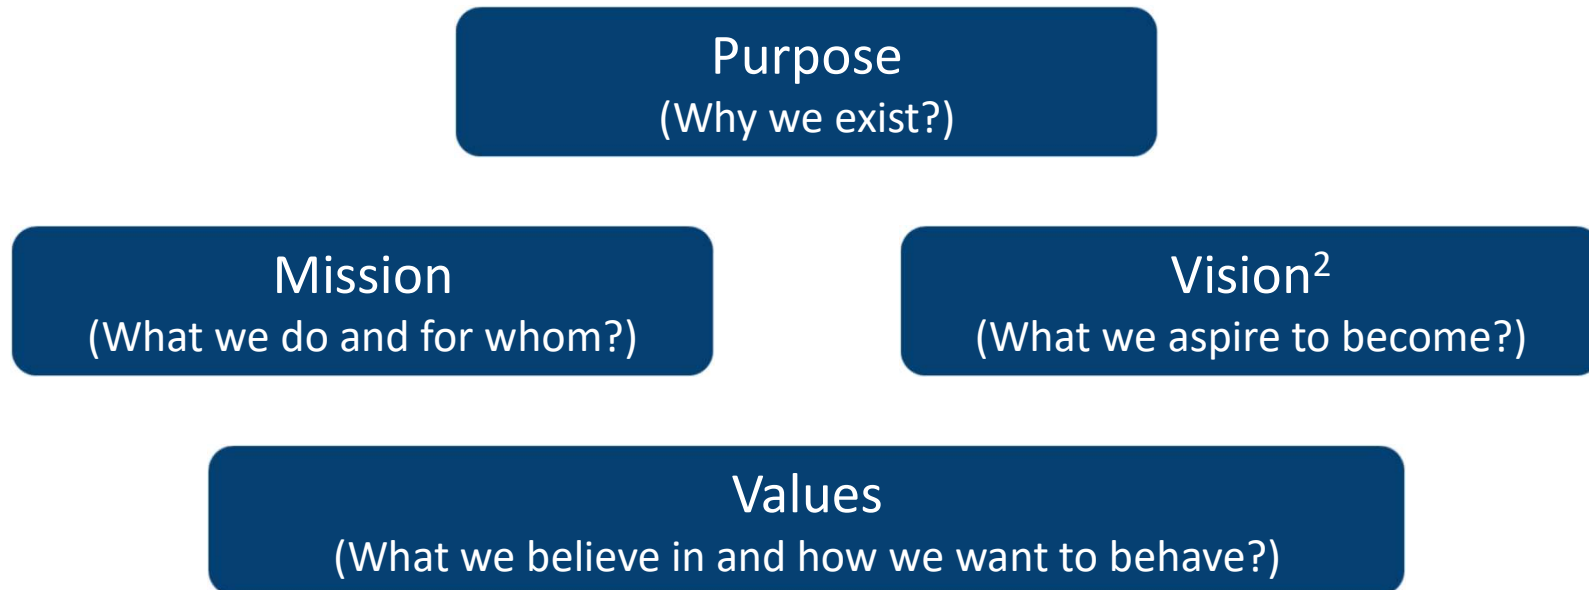 Purpose
(Why we exist?)
Mission
(What we do and for whom?)
Vision²
(What we aspire to become?)
Values
(What we believe in and how we want to behave?)